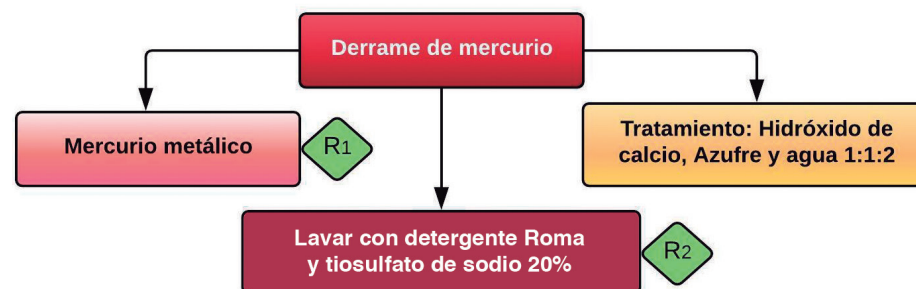 Derrame de mercurio
Mercurio metálico
R1
Tratamiento: Hidróxido de
calcio, Azufre y agua 1:1:2
Lavar con detergente Roma
y tiosulfato de sodio 20%
R2